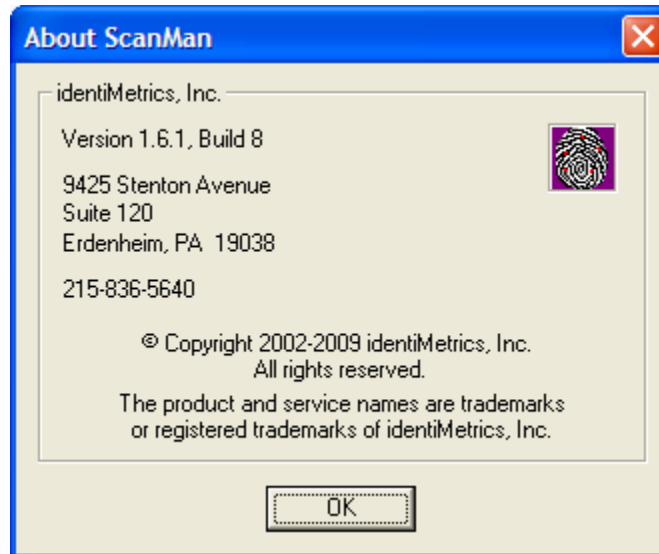 About ScanMan
identiMetrics, Inc.
Version 1.6.1, Build 8
9425 Stenton Avenue
Suite 120
Erdenheim, PA  19038
215-836-5640
© Copyright 2002-2009 identiMetrics, Inc.
All rights reserved.
The product and service names are trademarks
or registered trademarks of identiMetrics, Inc.
OK